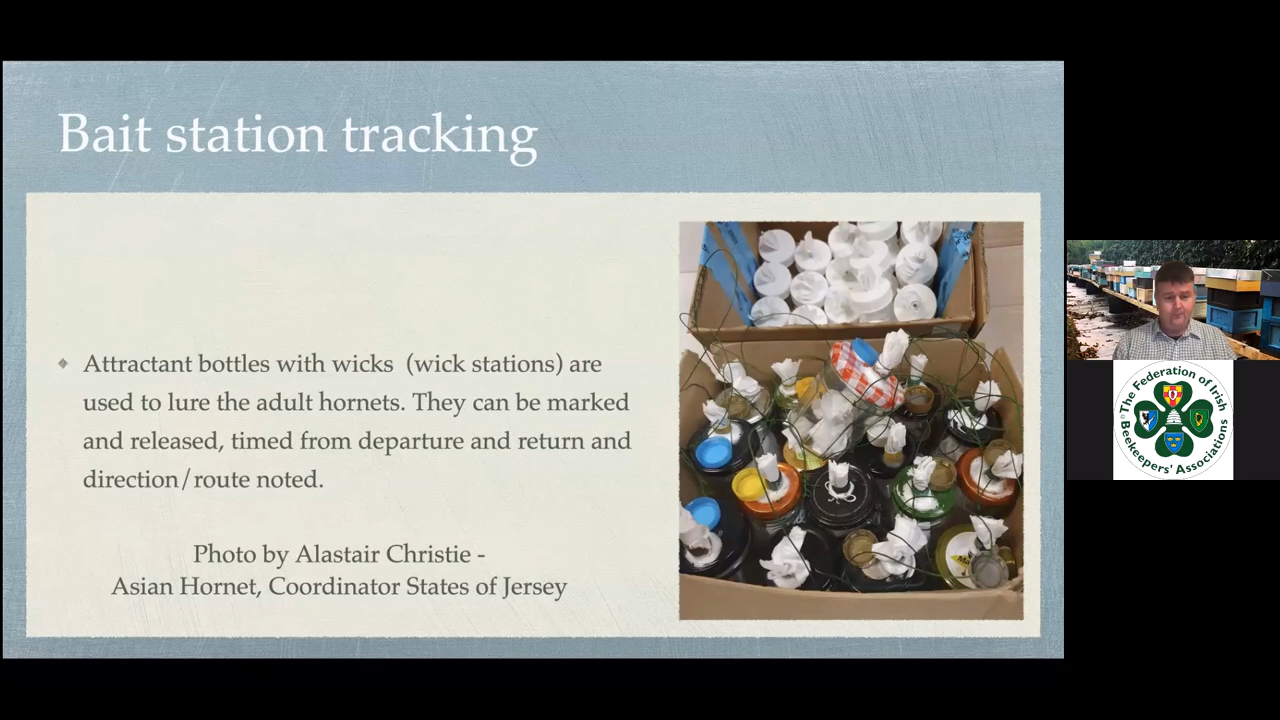 Bait station tracking
Attractant bottles with wicks (wick stations) are
used to lure the adult hornets. They can be marked
and released, timed from departure and return and
direction/route noted.
Photo by Alastair Christie -
Asian Hornet, Coordinator States of Jersey
The Federation of Irish
Beekeepers' Associations